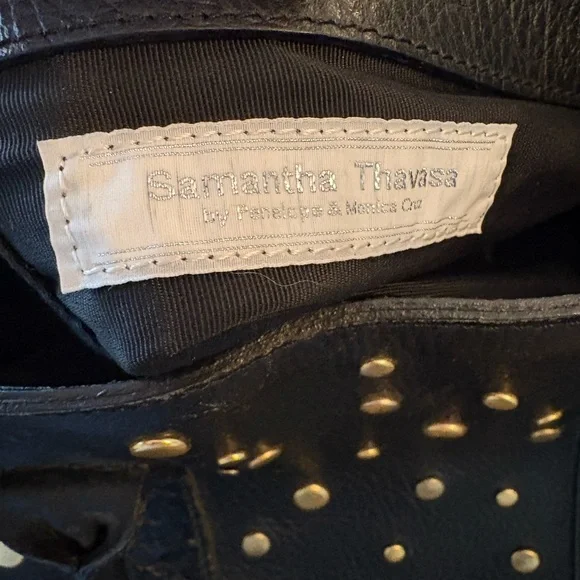 Samantha Thavasa
by Penelope & Monica Cruz